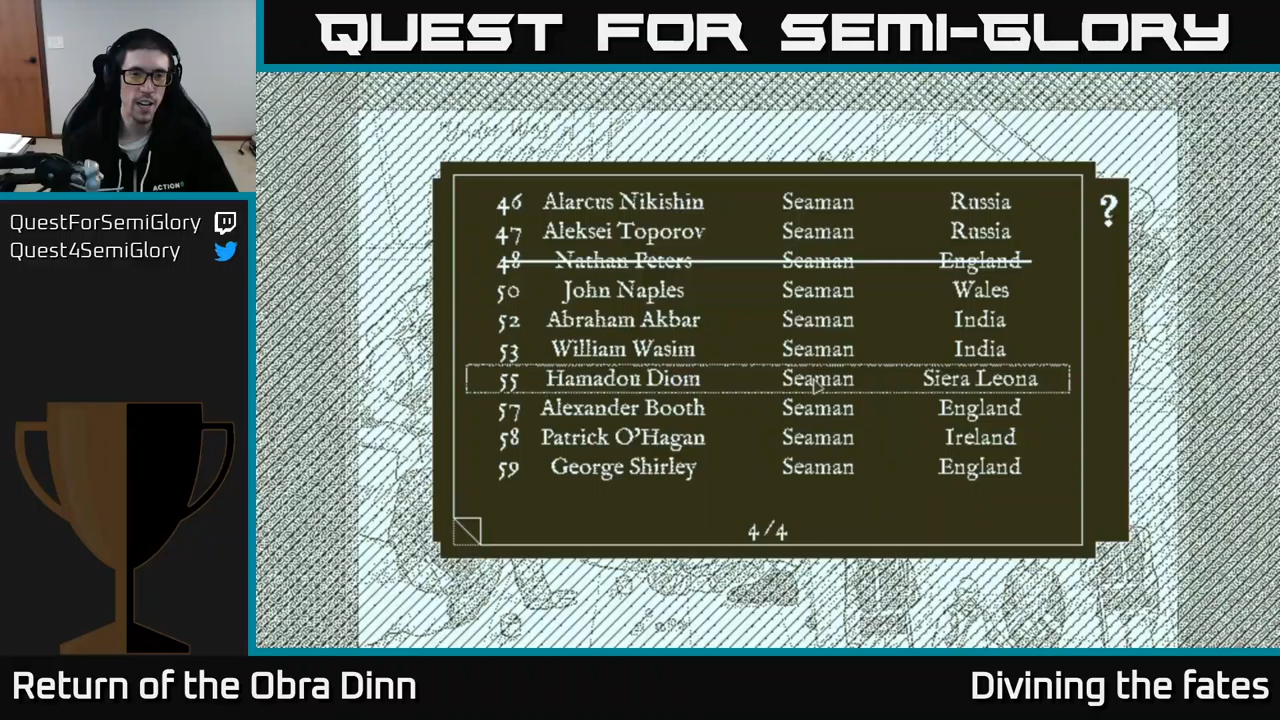 QUEST FOR SEMI-GLORY
ACTION
QuestForSemiGlory
Quest4SemiGlory
?
46 Alarcus Nikishin Seaman Russia
47 Aleksei Toporov Seaman Russia
48 Nathan Peters Seaman England
50 John Naples Seaman Wales
52 Abraham Akbar Seaman India
53 William Wasim Seaman India
55 Hamadou Diom Seaman Siera Leona
57 Alexander Booth Seaman England
58 Patrick O'Hagan Seaman Ireland
59 George Shirley Seaman England
4/4
Return of the Obra Dinn
Divining the fates